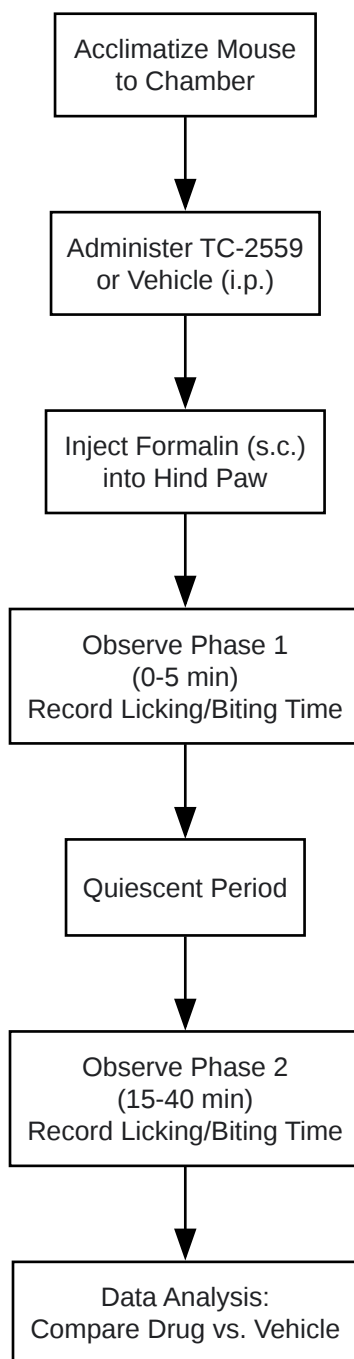 Acclimatize Mouse
to Chamber
Administer TC-2559
or Vehicle (i.p.)
Inject Formalin (s.c.)
into Hind Paw
Observe Phase 1
(0-5 min)
Record Licking/Biting Time
Quiescent Period
Observe Phase 2
(15-40 min)
Record Licking/Biting Time
Data Analysis:
Compare Drug vs. Vehicle